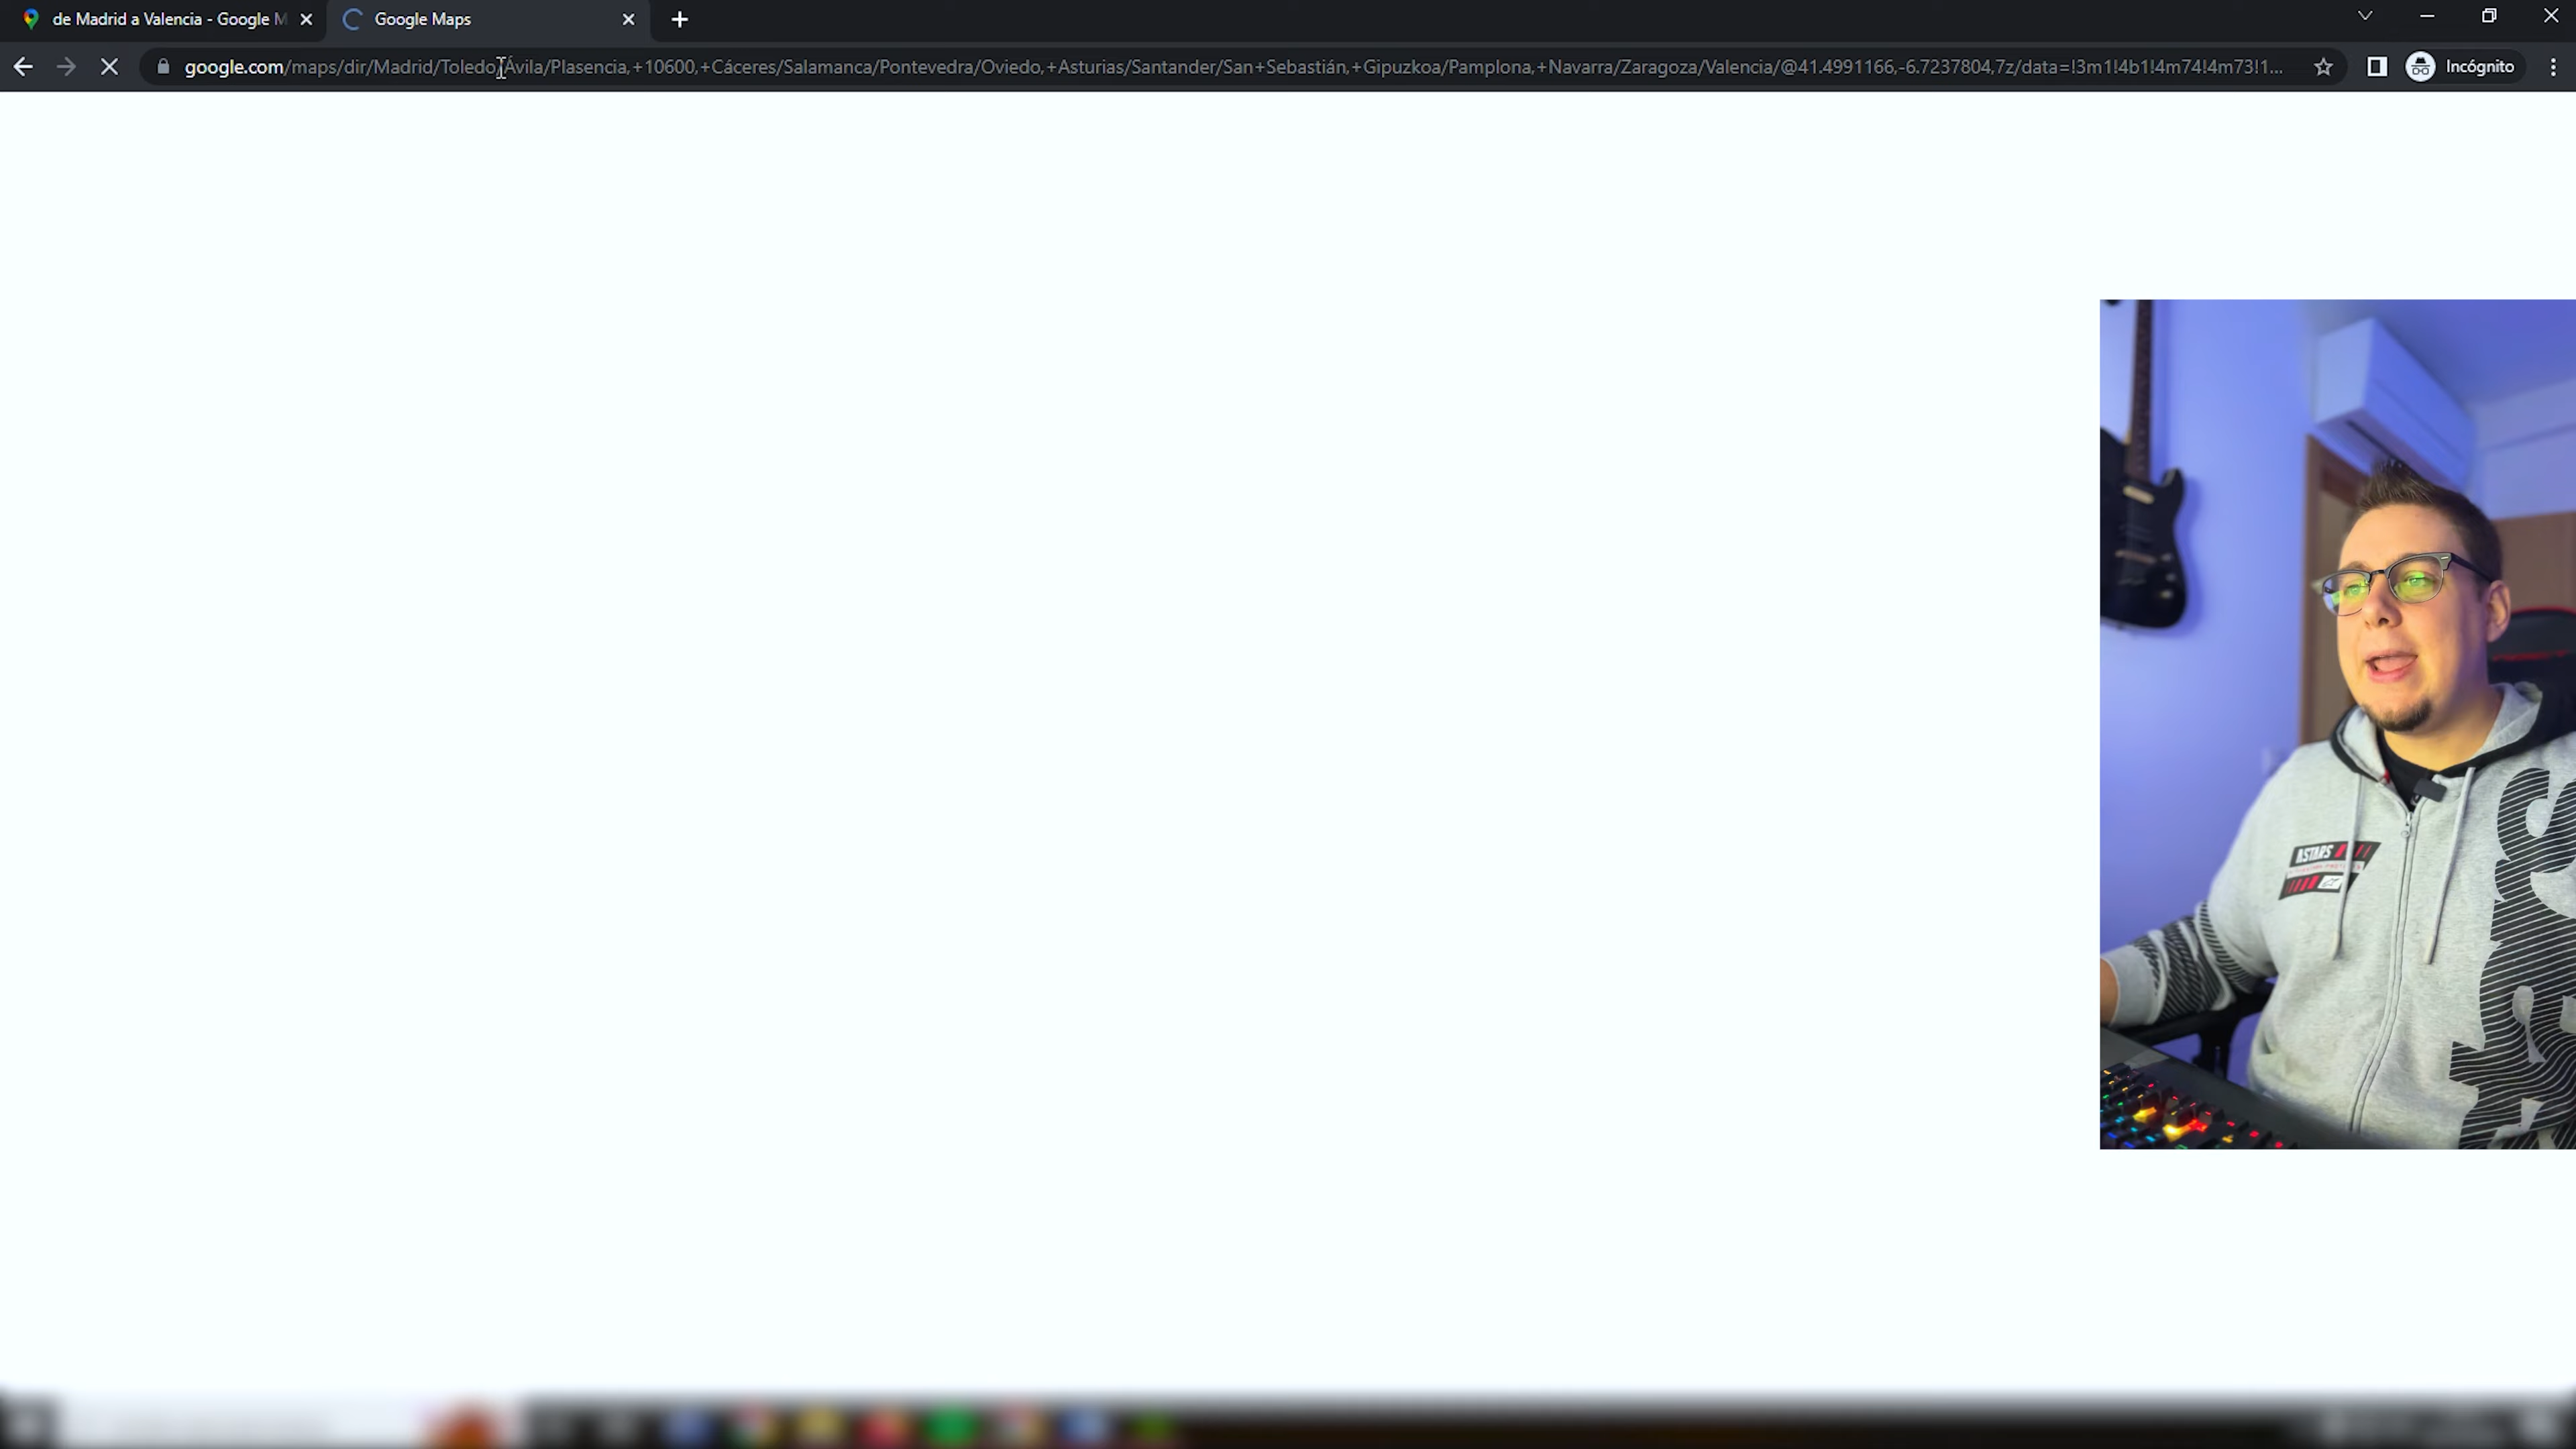 de Madrid a Valencia - Google M
Google Maps
google.com/maps/dir/Madrid/Toledo/Ávila/Plasencia,+10600,+Cáceres/Salamanca/Pontevedra/Oviedo,+Asturias/Santander/San+Sebastián,+Gipuzkoa/Pamplona,+Navarra/Zaragoza/Valencia/@41.4991166,-6.7237804,7z/data=!3m1!4b1!4m74!4m73!1...
Incógnito
ASTARS